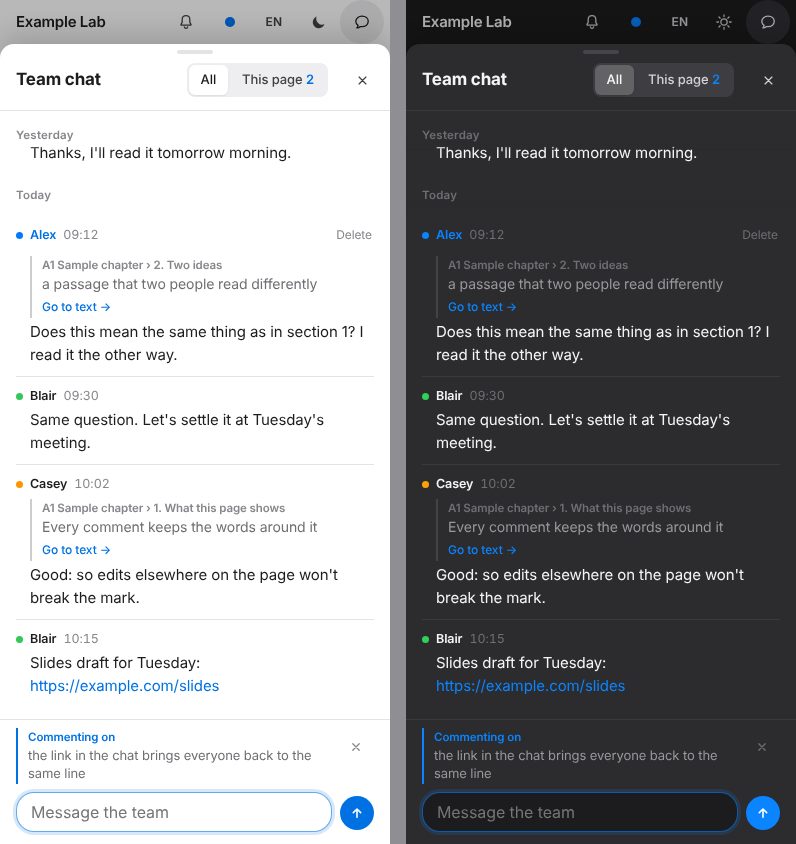 Example Lab
EN
Team chat
All
This page 2
Yesterday
Thanks, I'll read it tomorrow morning.
Today
Alex 09:12
Delete
A1 Sample chapter › 2. Two ideas
a passage that two people read differently
Go to text →
Does this mean the same thing as in section 1? I
read it the other way.
Blair 09:30
Same question. Let's settle it at Tuesday's
meeting.
Casey 10:02
A1 Sample chapter › 1. What this page shows
Every comment keeps the words around it
Go to text →
Good: so edits elsewhere on the page won't
break the mark.
Blair 10:15
Slides draft for Tuesday:
https://example.com/slides
Commenting on
the link in the chat brings everyone back to the
same line
Message the team
Example Lab
EN
Team chat
All
This page 2
Yesterday
Thanks, I'll read it tomorrow morning.
Today
Alex 09:12
Delete
A1 Sample chapter › 2. Two ideas
a passage that two people read differently
Go to text →
Does this mean the same thing as in section 1? I
read it the other way.
Blair 09:30
Same question. Let's settle it at Tuesday's
meeting.
Casey 10:02
A1 Sample chapter › 1. What this page shows
Every comment keeps the words around it
Go to text →
Good: so edits elsewhere on the page won't
break the mark.
Blair 10:15
Slides draft for Tuesday:
https://example.com/slides
Commenting on
the link in the chat brings everyone back to the
same line
Message the team